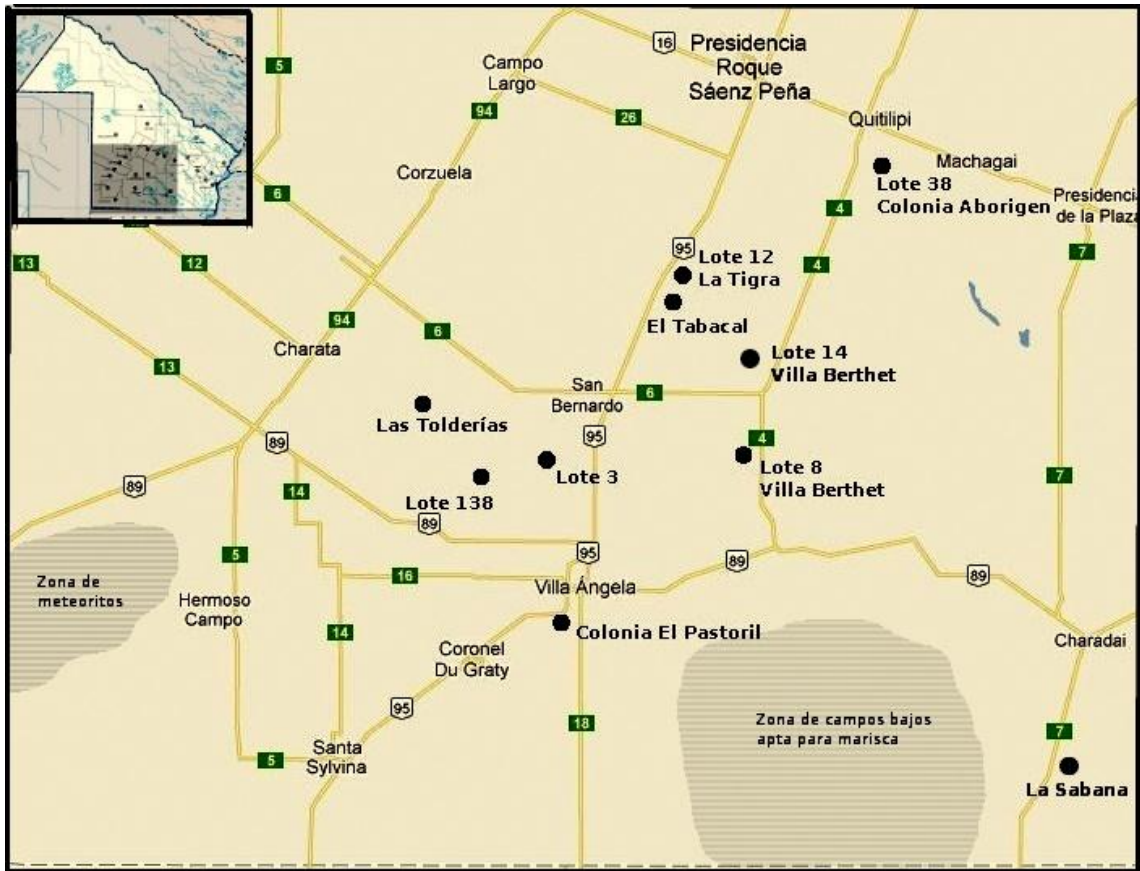 16
Presidencia
Roque
Sáenz Peña
5
Campo
Largo
94
26
Quitilipi
Machagai
Lote 38
Colonia Aborigen
Presidenci
de la Plaza
Corzuela
6
4
13
12
95
Lote 12
La Tigra
4
7
El Tabacal
94
6
Charata
Lote 14
Villa Berthet
13
San
Bernardo
6
Las Tolderías
89
95
4
Lote 3
Lote 8
Villa Berthet
7
89
14
Lote 138
89
95
5
89
89
Zona de
meteoritos
16
Villa Ángela
Hermoso
Campo
14
Colonia El Pastoril
Charadai
Coronel
Du Graty
95
18
Zona de campos bajos
apta para marisca
7
5
Santa
Sylvina
La Sabana